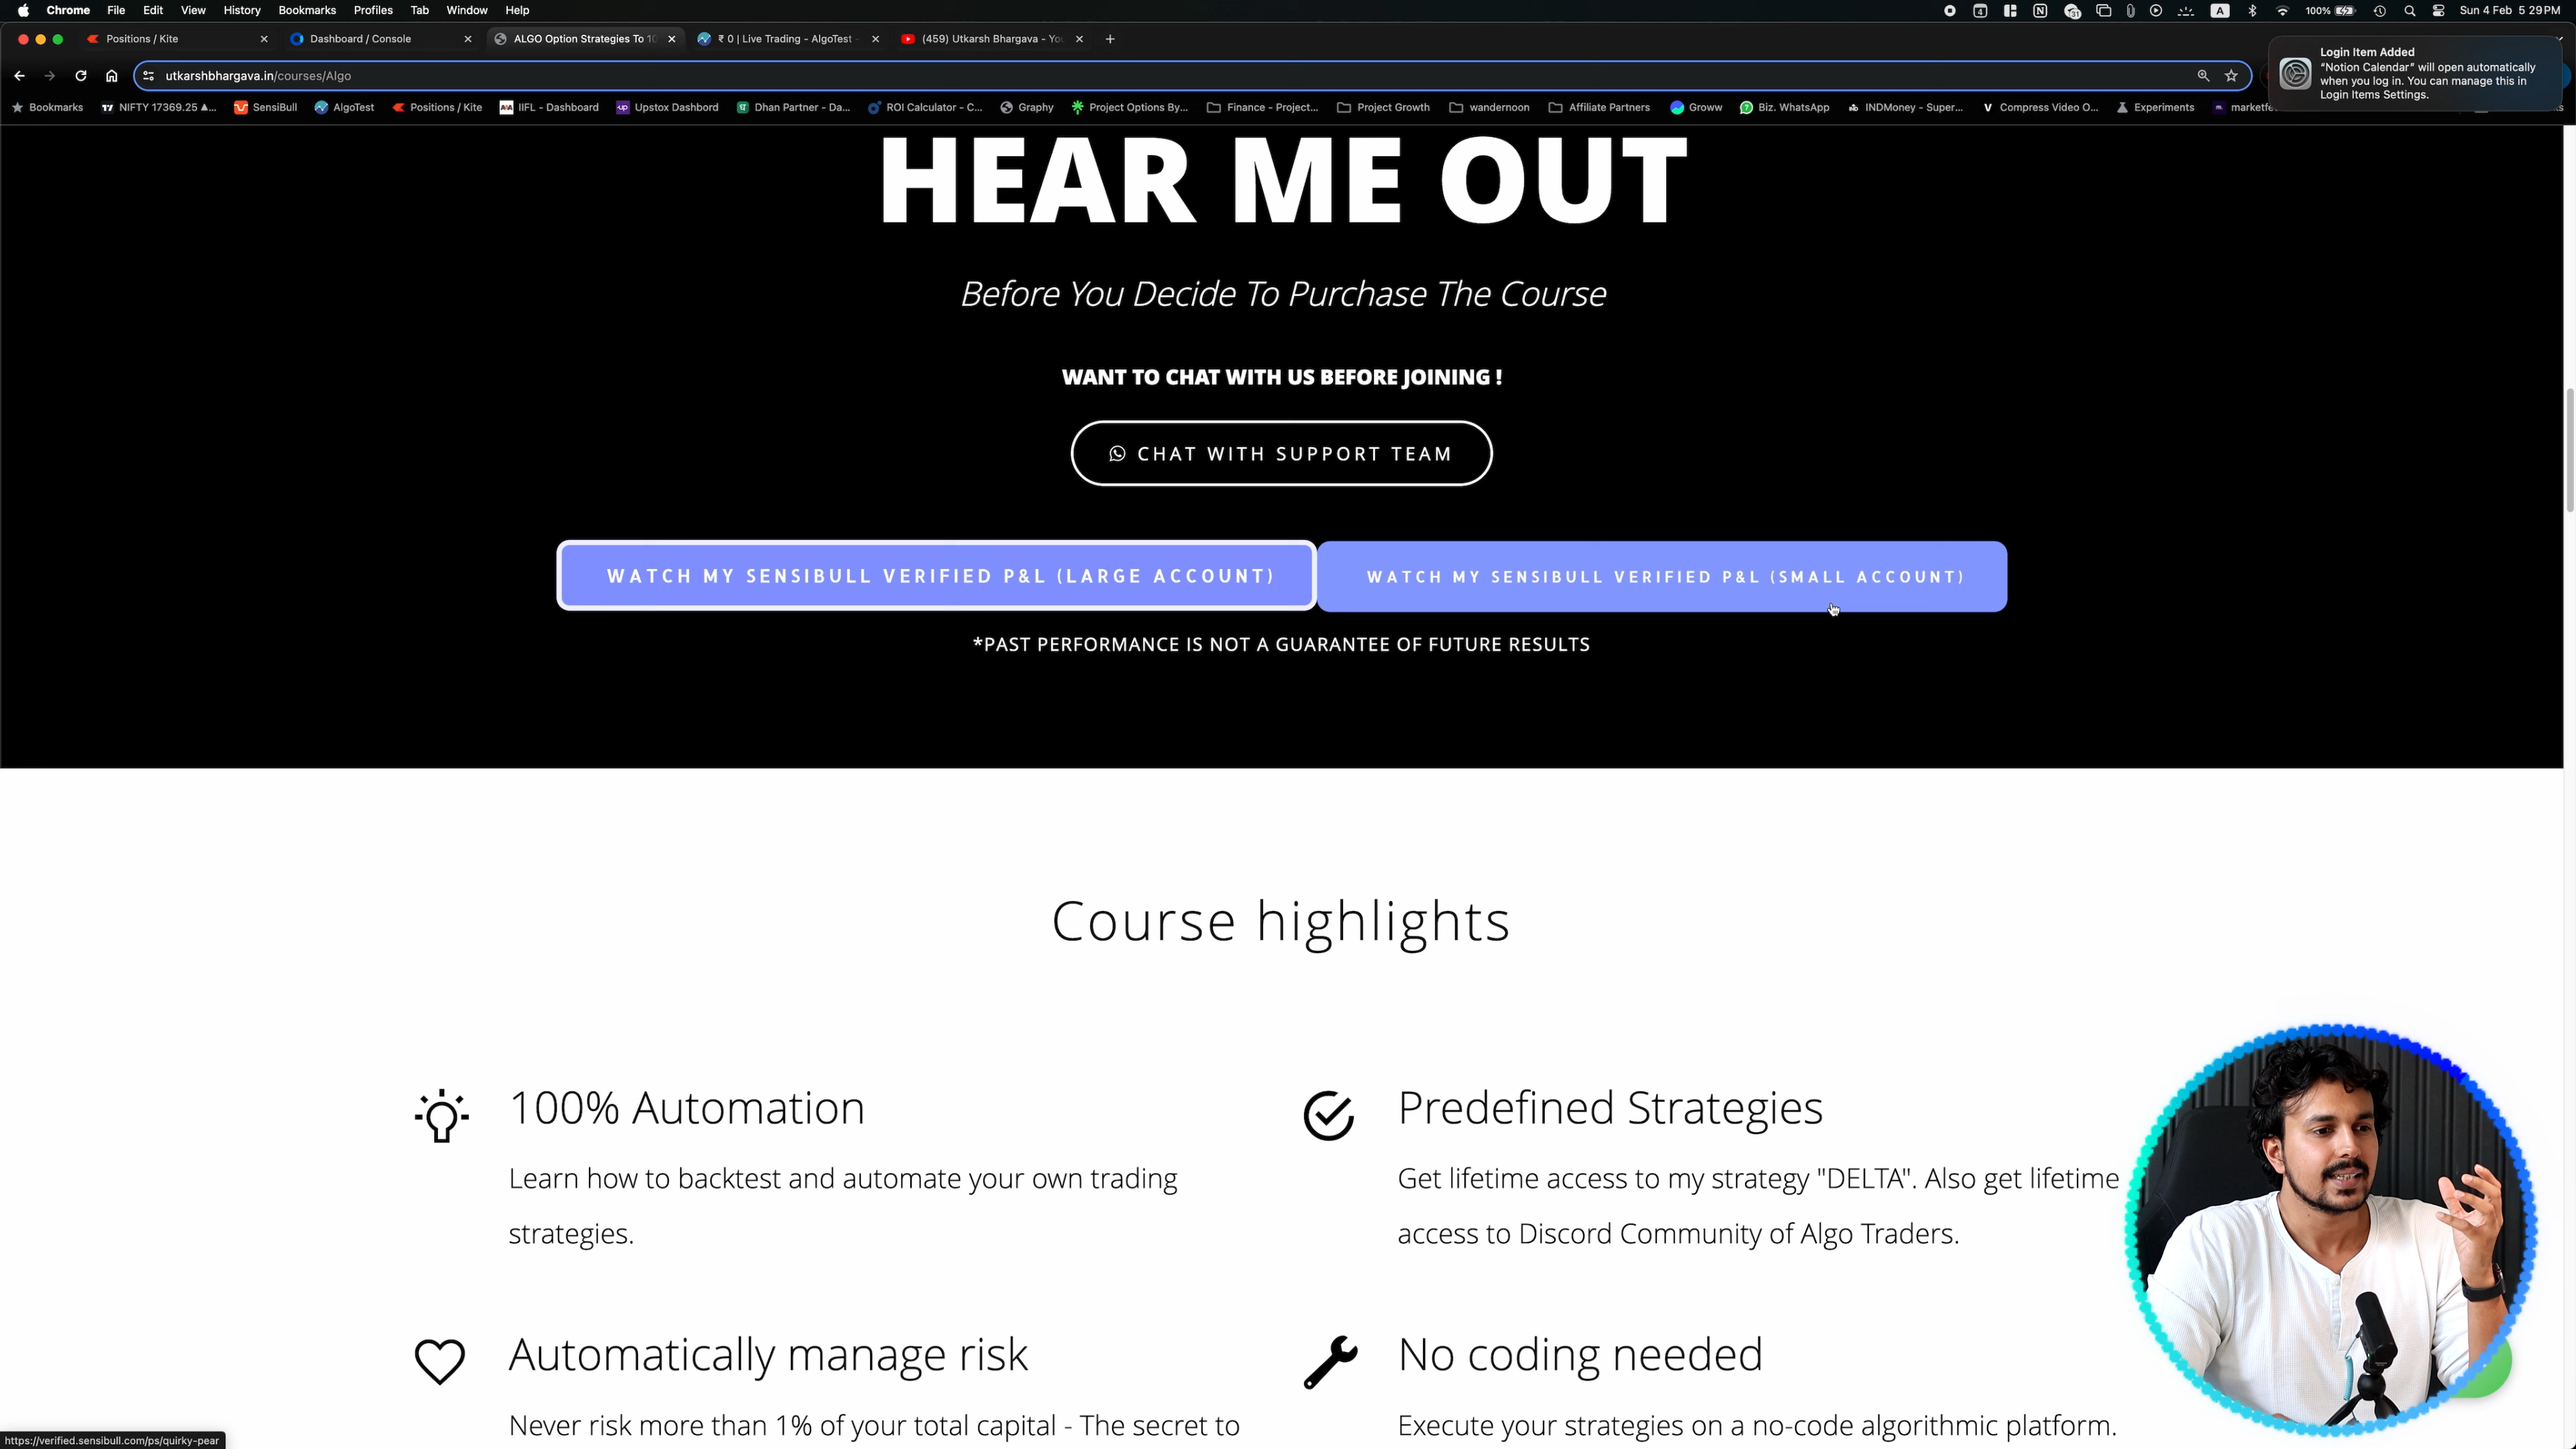 Chrome File Edit View History Bookmarks Profiles Tab Window Help
4 A 100% Sun 4 Feb 5 29 PM
Positions / Kite
Dashboard / Console
ALGO Option Strategies To 10
₹ 0 | Live Trading - AlgoTest -
(459) Utkarsh Bhargava - Yo
utkarshbhargava.in/courses/Algo
Login Item Added
“Notion Calendar” will open automatically
when you log in. You can manage this in
Login Items Settings.
Bookmarks NIFTY 17369.25 ▲... SensiBull AlgoTest Positions / Kite IIFL - Dashboard Upstox Dashbord Dhan Partner - Da... ROI Calculator - C... Graphy Project Options By... Finance - Project... Project Growth wandernoon Affiliate Partners Groww Biz. WhatsApp INDMoney - Super... Compress Video O... Experiments
HEAR ME OUT
Before You Decide To Purchase The Course
WANT TO CHAT WITH US BEFORE JOINING !
CHAT WITH SUPPORT TEAM
WATCH MY SENSIBULL VERIFIED P&L (LARGE ACCOUNT)
WATCH MY SENSIBULL VERIFIED P&L (SMALL ACCOUNT)
*PAST PERFORMANCE IS NOT A GUARANTEE OF FUTURE RESULTS
Course highlights
100% Automation
Learn how to backtest and automate your own trading
strategies.
Predefined Strategies
Get lifetime access to my strategy "DELTA". Also get lifetime
access to Discord Community of Algo Traders.
Automatically manage risk
Never risk more than 1% of your total capital - The secret to
No coding needed
Execute your strategies on a no-code algorithmic platform.
https://verified.sensibull.com/ps/quirky-pear